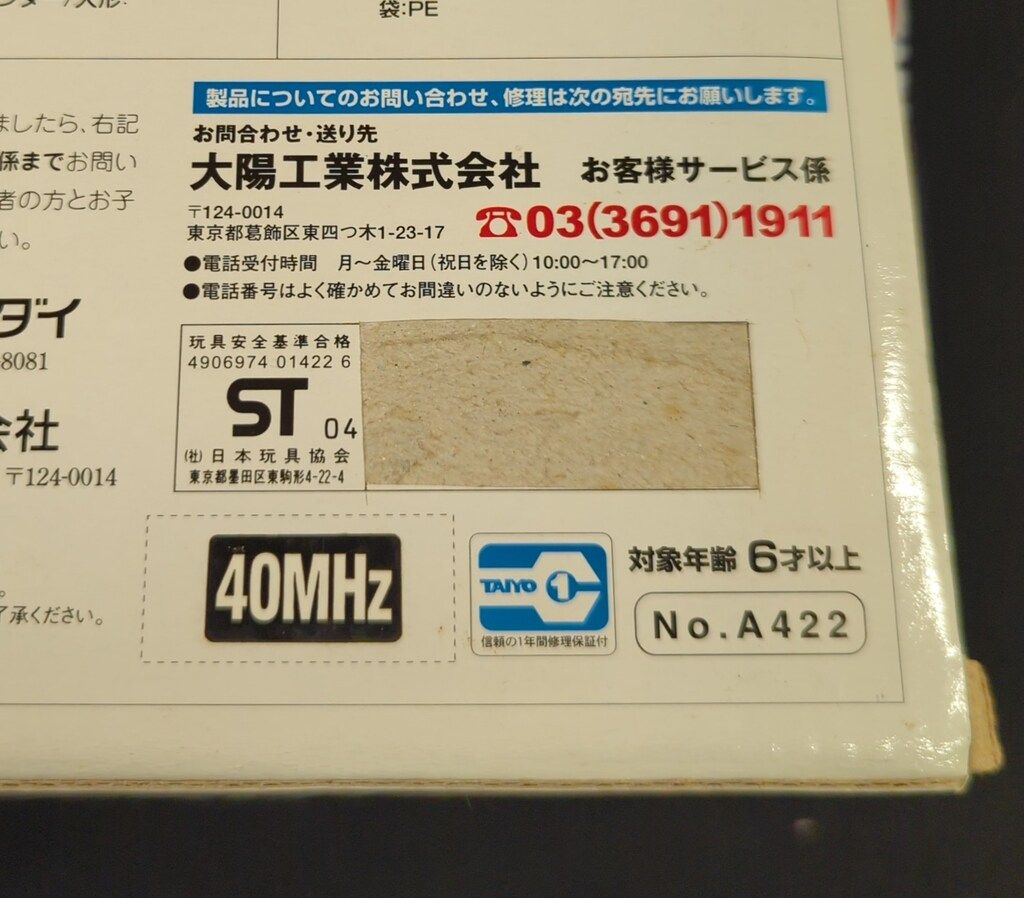 袋:PE
製品についてのお問い合わせ、修理は次の宛先にお願いします。
ましたら、右記
係までお問い
者の方とお子
い。
お問合わせ・送り先
大陽工業株式会社 お客様サービス係
〒124-0014
東京都葛飾区東四つ木1-23-17
☎03(3691)1911
●電話受付時間 月〜金曜日(祝日を除く)10:00〜17:00
●電話番号はよく確かめてお間違いのないようにご注意ください。
ダイ
8081
会社
〒124-0014
了承ください。
玩具安全基準合格
4906974 01422 6
ST 04
(社)日本玩具協会
東京都墨田区東駒形4-22-4
40MHz
TAIYO 1
信頼の1年間修理保証付
対象年齢 6才以上
No.A422